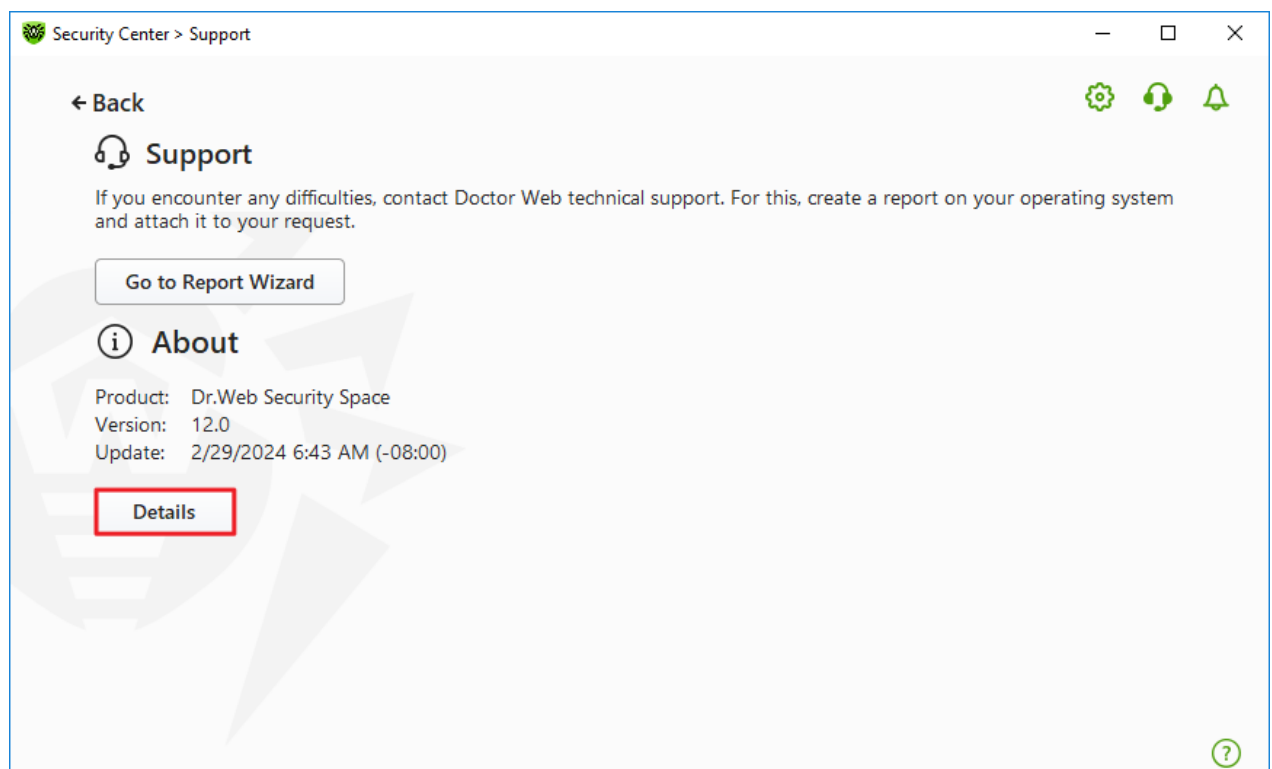 Security Center > Support
Back
Support
If you encounter any difficulties, contact Doctor Web technical support. For this, create a report on your operating system
and attach it to your request.
Go to Report Wizard
About
Product: Dr.Web Security Space
Version: 12.0
Update: 2/29/2024 6:43 AM (-08:00)
Details